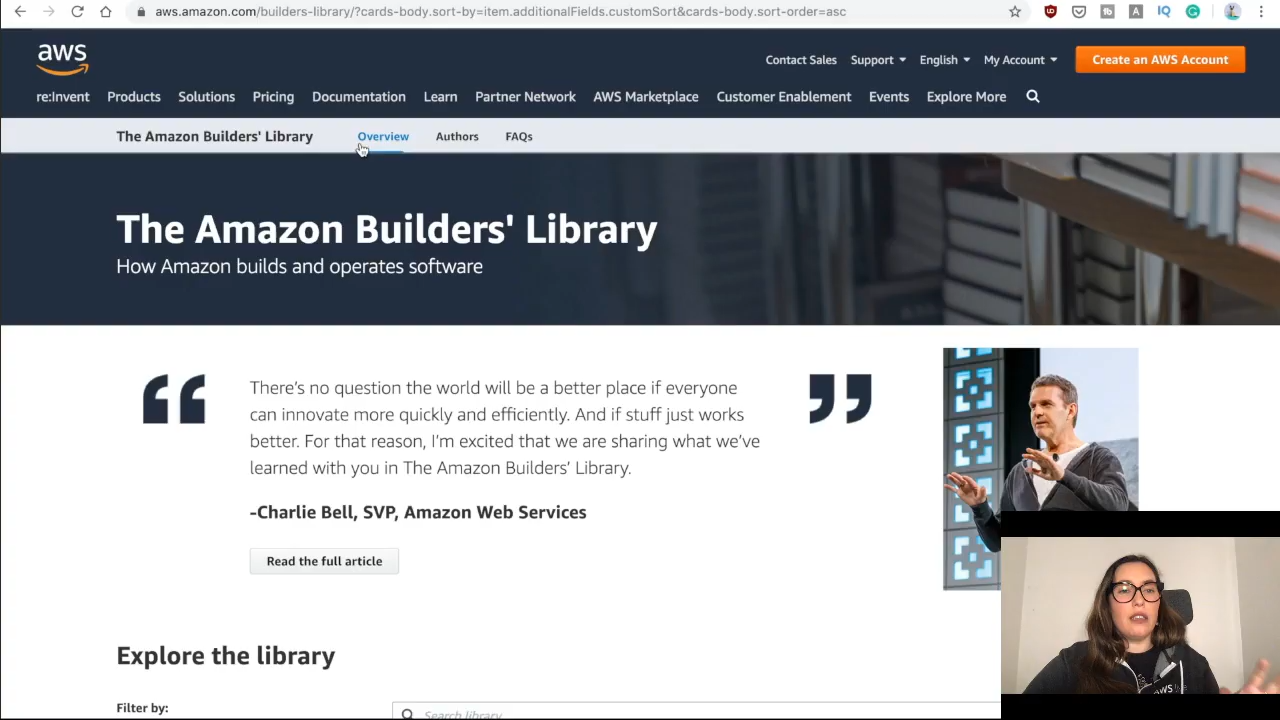 aws.amazon.com/builders-library/?cards-body.sort-by=item.additionalFields.customSort&cards-body.sort-order=asc
aws
Contact Sales Support English My Account Create an AWS Account
re:Invent Products Solutions Pricing Documentation Learn Partner Network AWS Marketplace Customer Enablement Events Explore More
The Amazon Builders' Library Overview Authors FAQs
The Amazon Builders' Library
How Amazon builds and operates software
“ There’s no question the world will be a better place if everyone ”
can innovate more quickly and efficiently. And if stuff just works
better. For that reason, I’m excited that we are sharing what we’ve
learned with you in The Amazon Builders’ Library.
-Charlie Bell, SVP, Amazon Web Services
Read the full article
Explore the library
Filter by:
Search library
aws